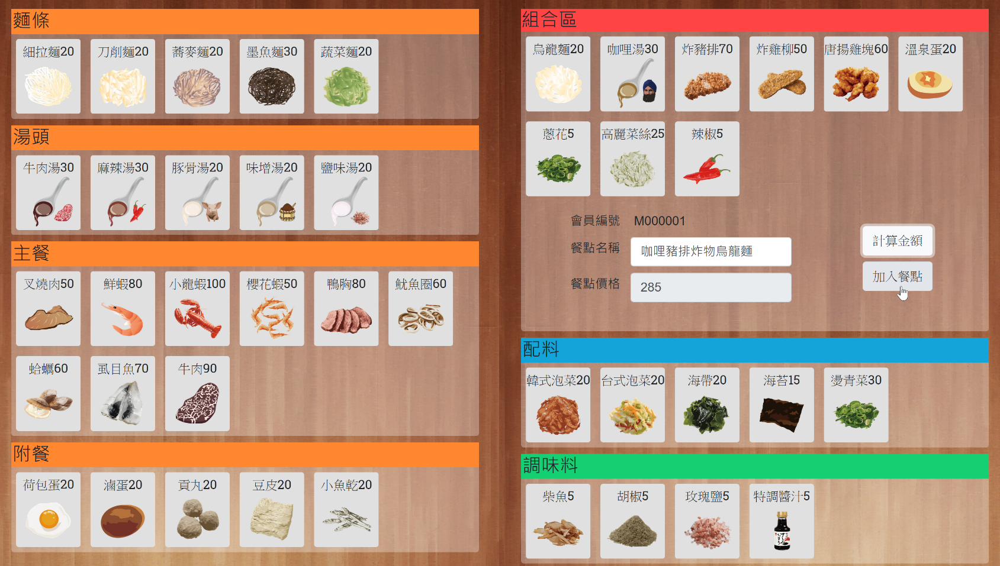 麵條
細拉麵20 刀削麵20 蕎麥麵20 墨魚麵30 蔬菜麵20
湯頭
牛肉湯30 麻辣湯30 豚骨湯20 味增湯20 鹽味湯20
主餐
叉燒肉50 鮮蝦80 小龍蝦100 櫻花蝦50 鴨胸80 魷魚圈60
蛤蠣60 虱目魚70 牛肉90
附餐
荷包蛋20 滷蛋20 貢丸20 豆皮20 小魚乾20
組合區
烏龍麵20 咖哩湯30 炸豬排70 炸雞柳50 唐揚雞塊60 溫泉蛋20
蔥花5 高麗菜絲25 辣椒5
會員編號 M000001
餐點名稱 咖哩豬排炸物烏龍麵
餐點價格 285
計算金額
加入餐點
配料
韓式泡菜20 台式泡菜20 海帶20 海苔15 燙青菜30
調味料
柴魚5 胡椒5 玫瑰鹽5 特調醬汁5